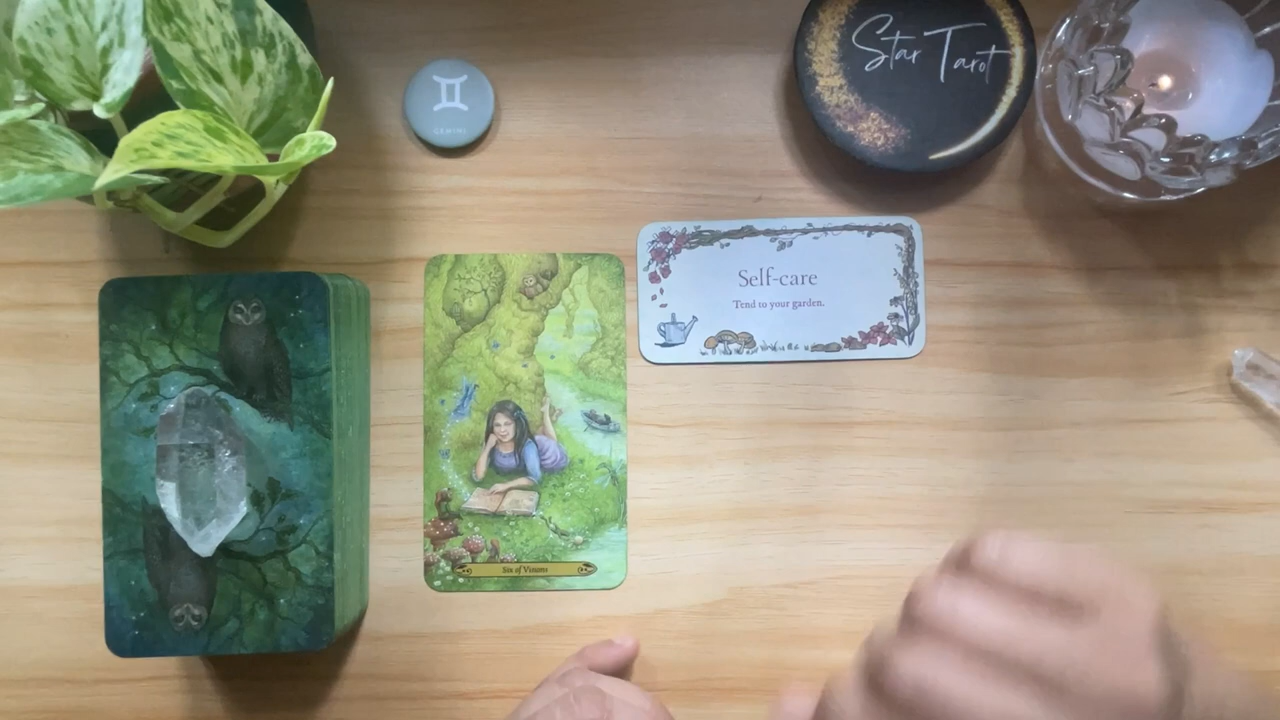 GEMINI
Star Tarot
Self-care
Tend to your garden.
Six of Visions